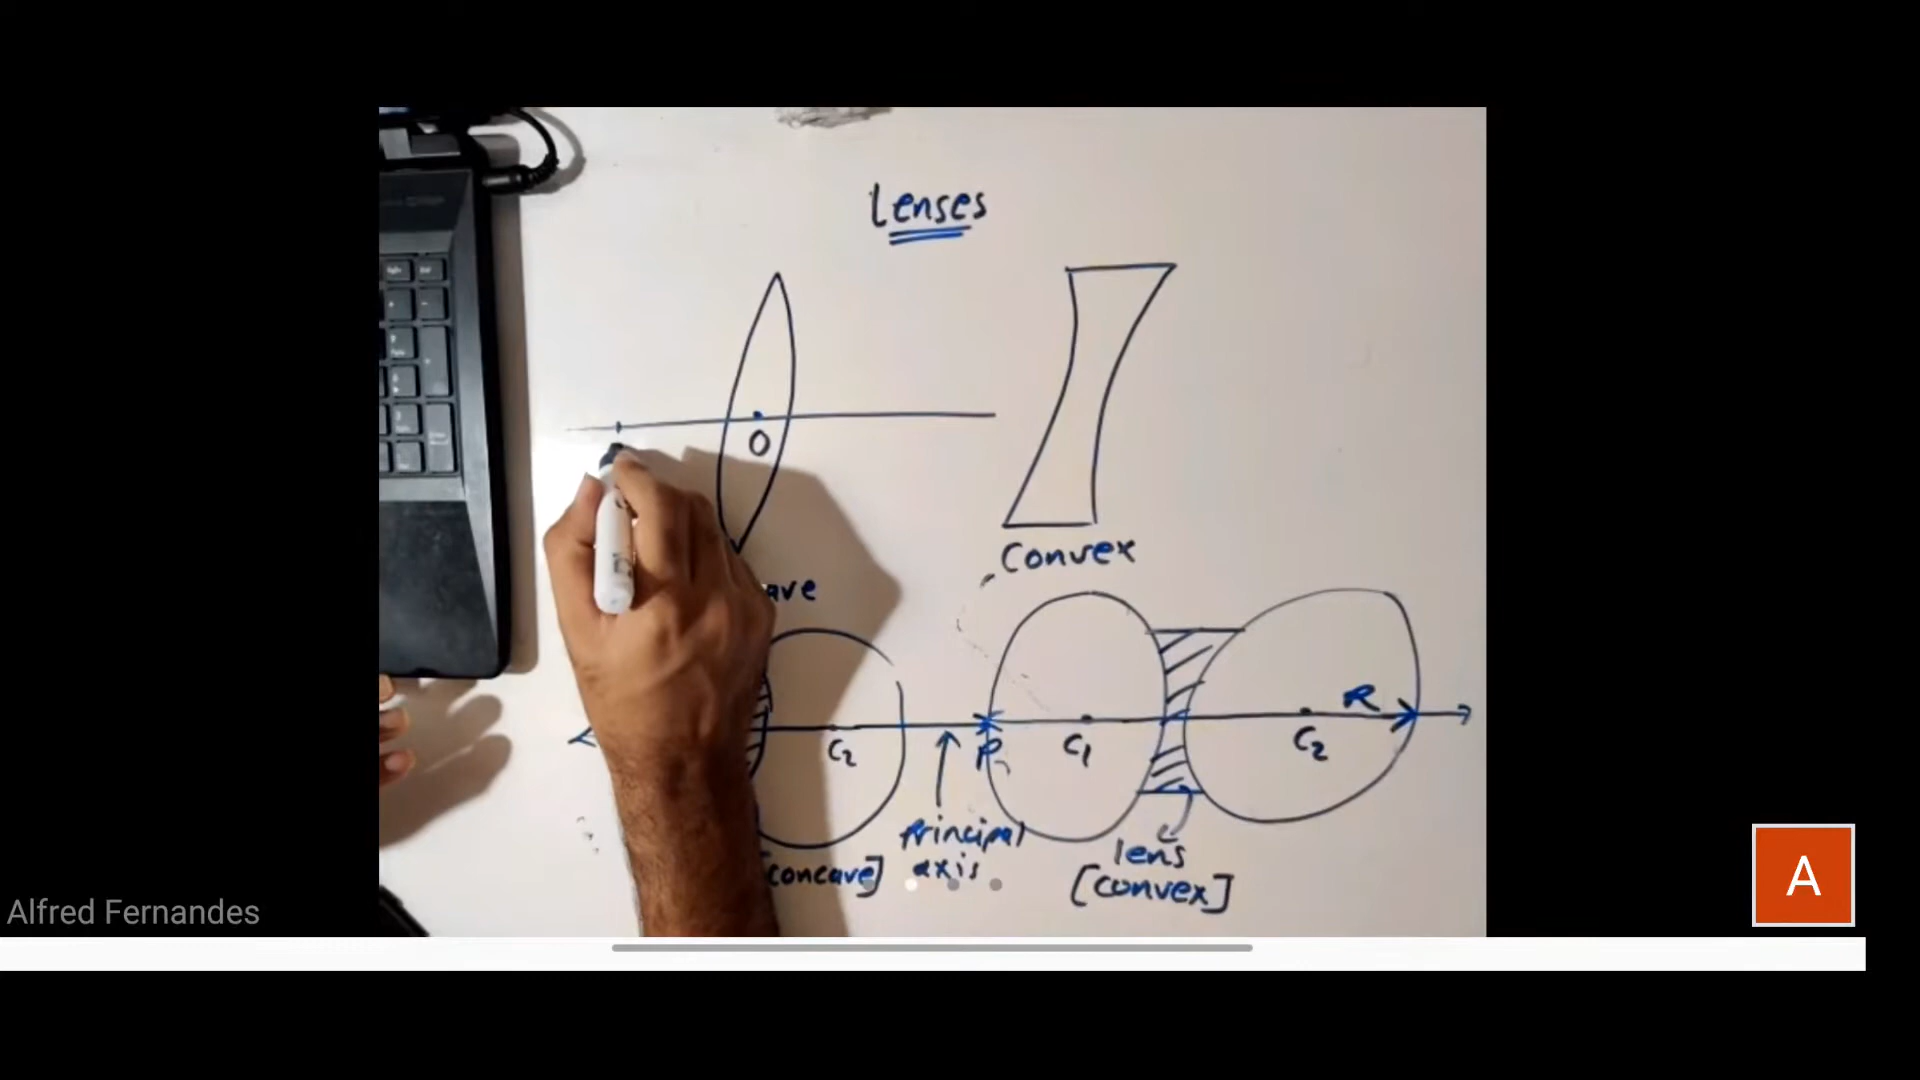 Lenses
O
Convex
ave
C2
P
C1
R
C2
Principal
axis
[concave]
lens
[convex]
Alfred Fernandes
A